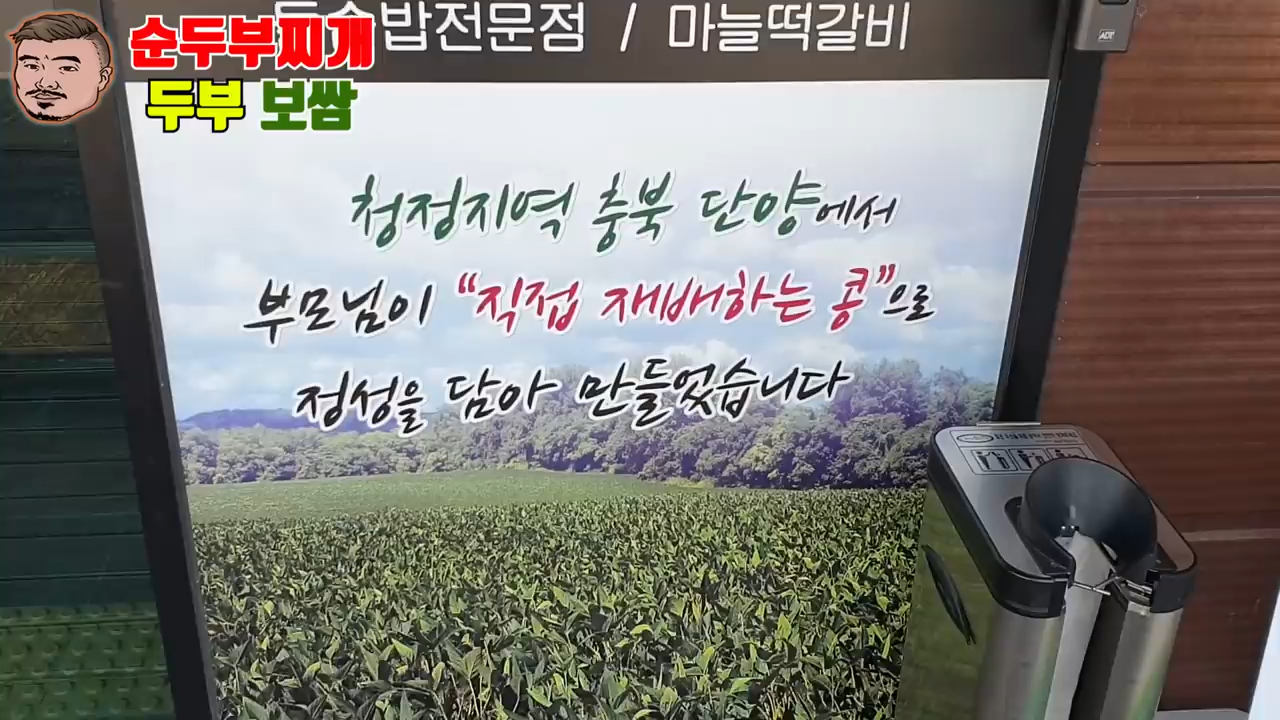 순두부찌개
두부 보쌈
밥전문점 / 마늘떡갈비
청정지역 충북 단양에서
부모님이 “직접 재배하는 콩”으로
정성을 담아 만들었습니다
ADT